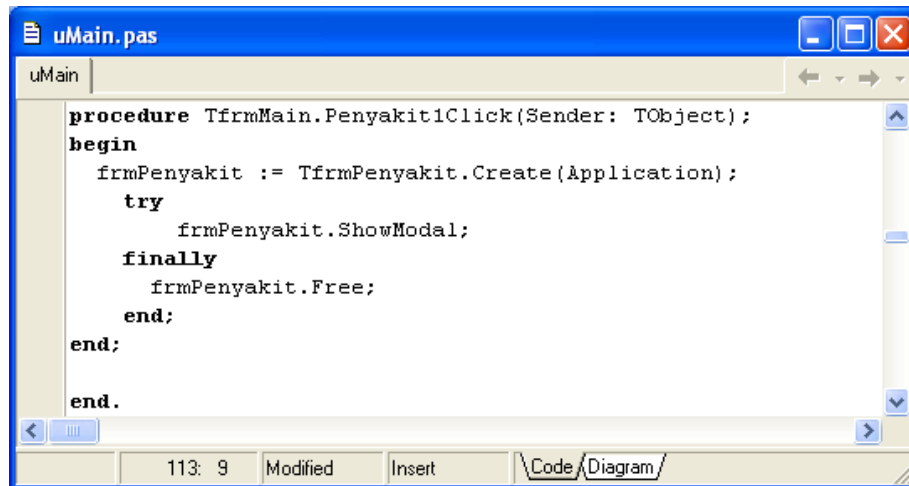 uMain.pas
uMain
procedure TfrmMain.Penyakit1Click(Sender: TObject);
begin
frmPenyakit := TfrmPenyakit.Create(Application);
try
frmPenyakit.ShowModal;
finally
frmPenyakit.Free;
end;
end;
end.
113: 9 Modified Insert Code Diagram